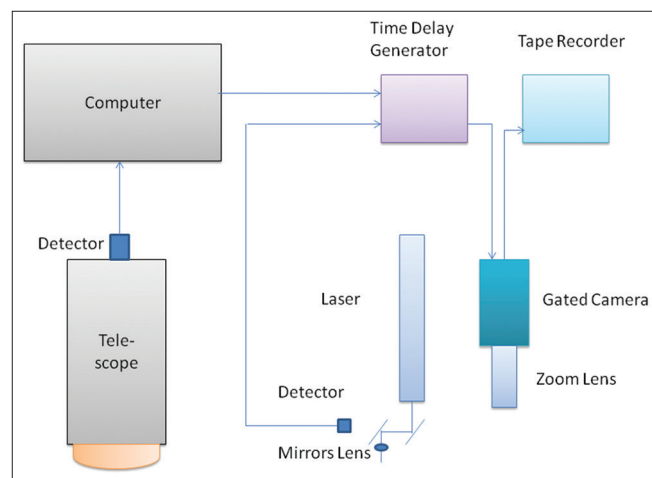 Time Delay
Generator
Tape Recorder
Computer
Detector
Tele-
scope
Laser
Gated Camera
Zoom Lens
Detector
Mirrors Lens